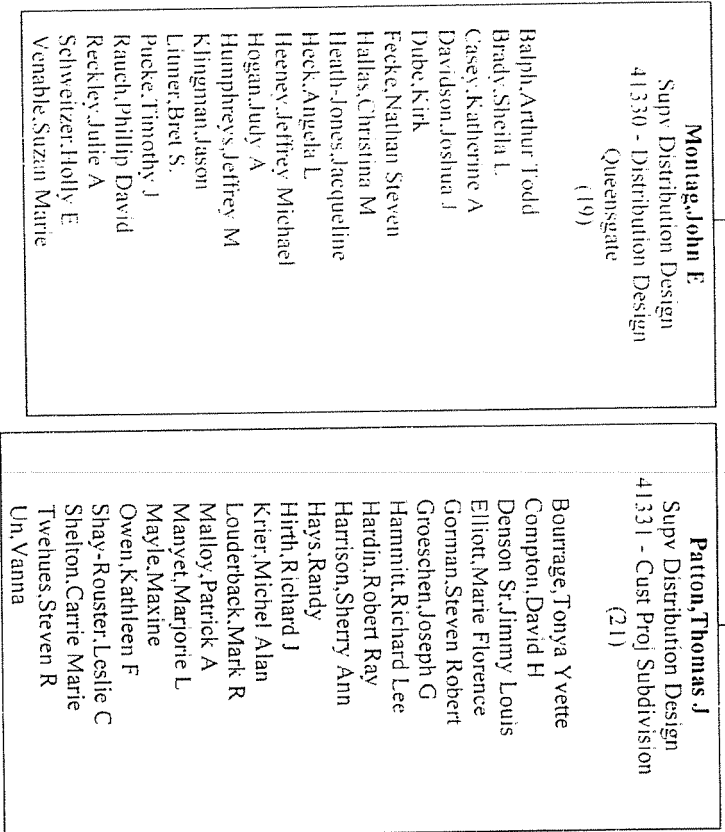 Montag,John E
Supv Distribution Design
41330 - Distribution Design
Queensgate
(19)
Balph,Arthur Todd
Brady,Sheila L
Casey,Katherine A
Davidson,Joshua J
Dube,Kirk
Fecke,Nathan Steven
Hallas,Christina M
Heath-Jones,Jacqueline
Heck,Angela L
Heeney,Jeffrey Michael
Hogan,Judy A
Humphreys,Jeffrey M
Klingman,Jason
Litmer,Bret S.
Pucke,Timothy J
Rauch,Phillip David
Reckley,Julie A
Schweitzer,Holly E
Venable,Suzan Marie
Patton,Thomas J
Supv Distribution Design
41331 - Cust Proj Subdivision
(21)
Bourrage,Tonya Yvette
Compton,David H
Denson Sr,Jimmy Louis
Elliott,Marie Florence
Gorman,Steven Robert
Groeschen,Joseph G
Hammitt,Richard Lee
Hardin,Robert Ray
Harrison,Sherry Ann
Hays,Randy
Hirth,Richard J
Krier,Michel Alan
Louderback,Mark R
Malloy,Patrick A
Manyet,Marjorie L
Mayle,Maxine
Owen,Kathleen F
Shay-Rouster,Leslie C
Shelton,Carrie Marie
Twehues,Steven R
Un,Vanna